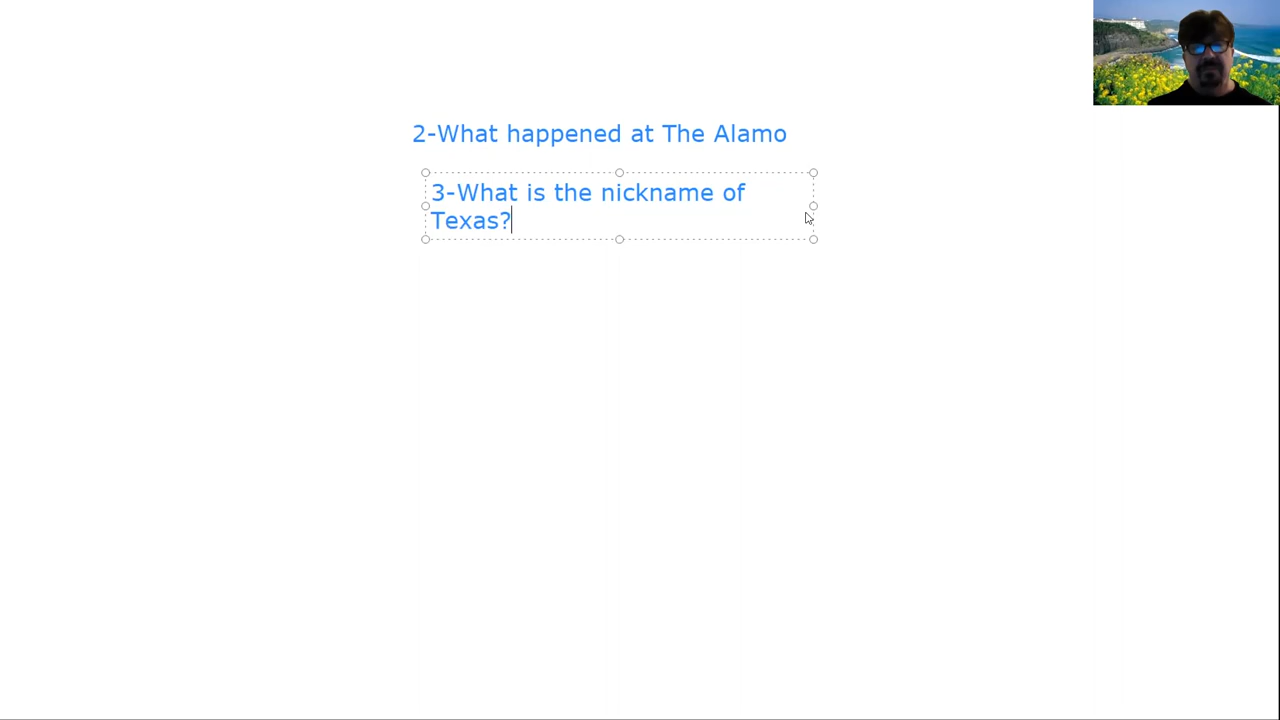 2-What happened at The Alamo
3-What is the nickname of
Texas?